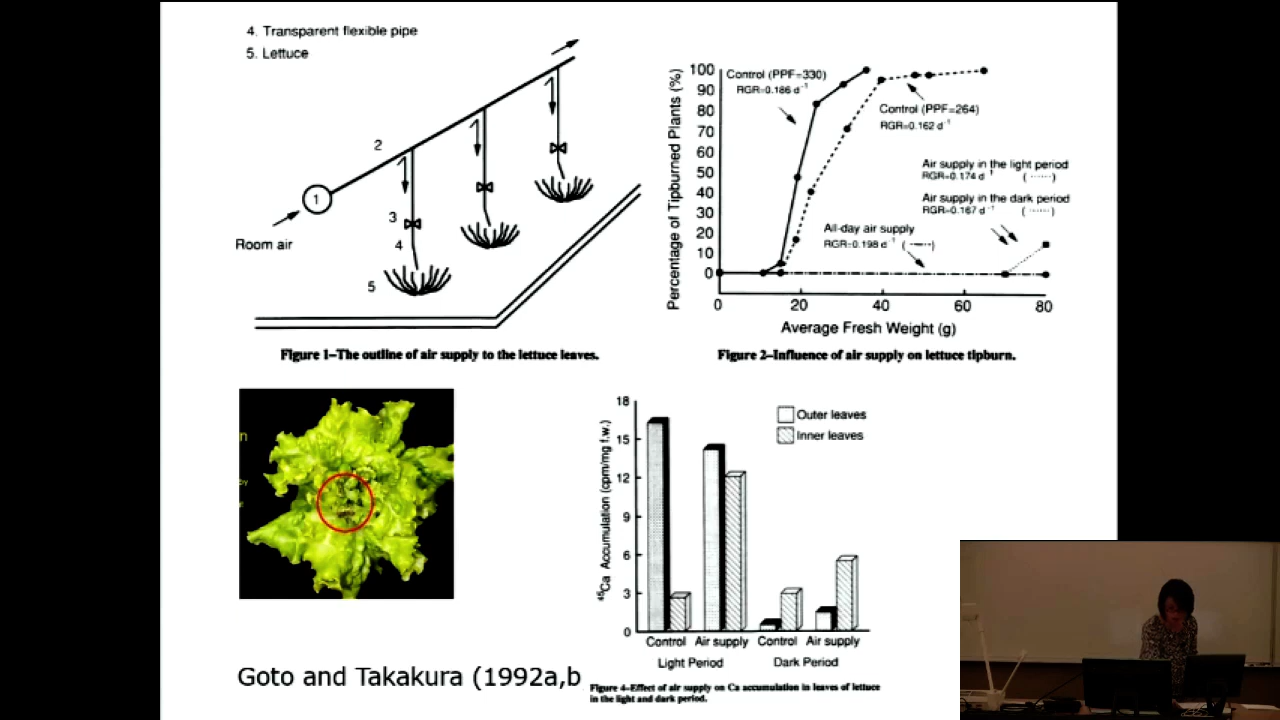 4. Transparent flexible pipe
5. Lettuce
2
1
3
Room air
4
5
Figure 1–The outline of air supply to the lettuce leaves.
Percentage of Tipburned Plants (%)
100
90
80
70
60
50
40
30
20
10
0
Control (PPF=330)
RGR=0.186 d⁻¹
Control (PPF=264)
RGR=0.162 d⁻¹
Air supply in the light period
RGR=0.174 d⁻¹ (······)
Air supply in the dark period
RGR=0.167 d⁻¹ (······)
All-day air supply
RGR=0.198 d⁻¹ (–·–·–)
0 20 40 60 80
Average Fresh Weight (g)
Figure 2–Influence of air supply on lettuce tipburn.
⁴⁵Ca Accumulation (cpm/mg f.w.)
18
15
12
9
6
3
0
Outer leaves
Inner leaves
Control Air supply Control Air supply
Light Period Dark Period
Figure 4–Effect of air supply on Ca accumulation in leaves of lettuce
in the light and dark period.
Goto and Takakura (1992a,b